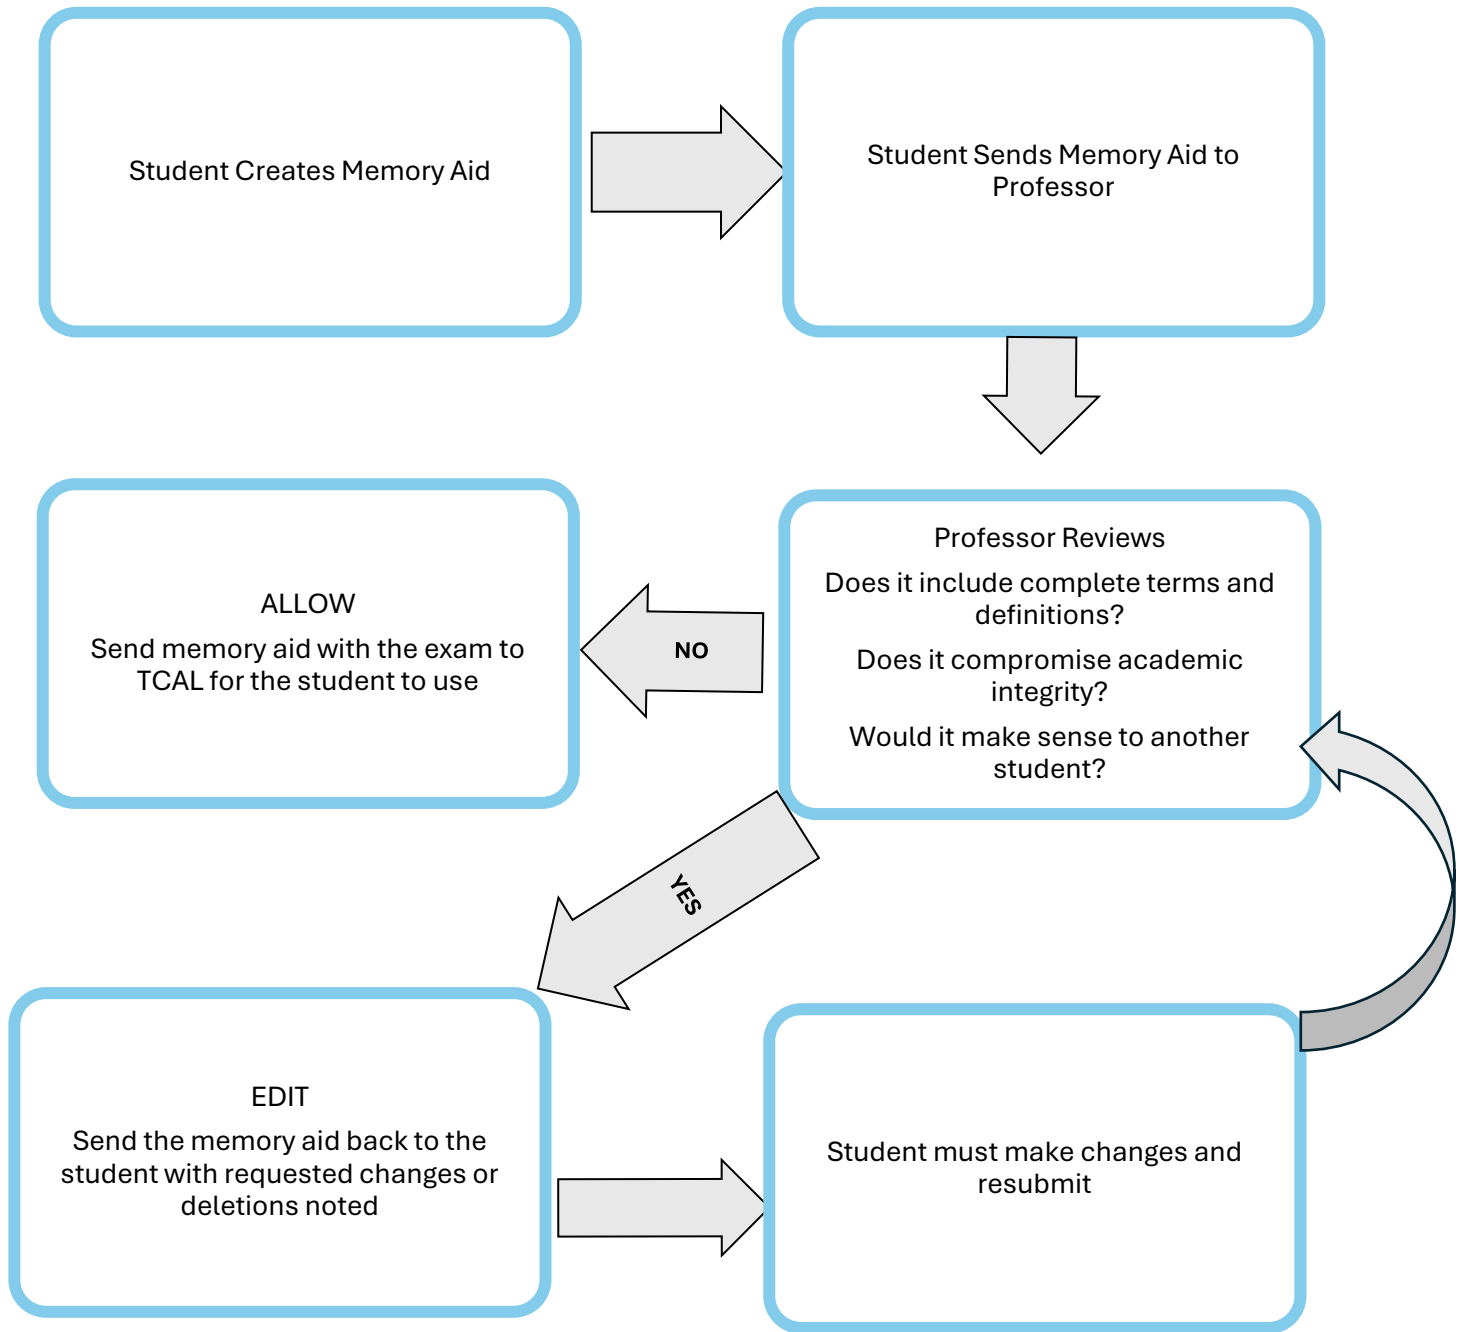 Student Creates Memory Aid
Student Sends Memory Aid to
Professor
Professor Reviews
Does it include complete terms and
definitions?
Does it compromise academic
integrity?
Would it make sense to another
student?
NO
ALLOW
Send memory aid with the exam to
TCAL for the student to use
YES
EDIT
Send the memory aid back to the
student with requested changes or
deletions noted
Student must make changes and
resubmit